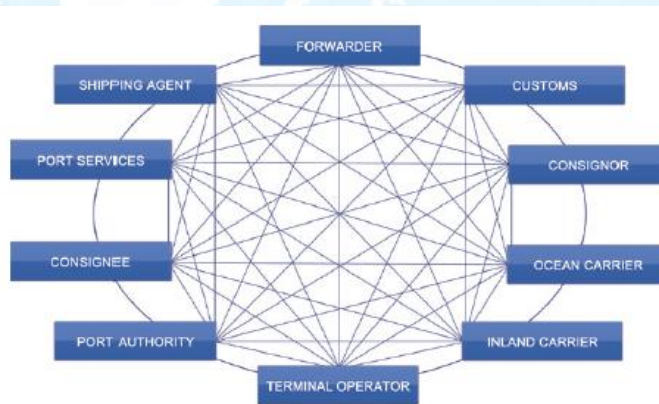 FORWARDER
SHIPPING AGENT
CUSTOMS
PORT SERVICES
CONSIGNOR
CONSIGNEE
OCEAN CARRIER
PORT AUTHORITY
INLAND CARRIER
TERMINAL OPERATOR